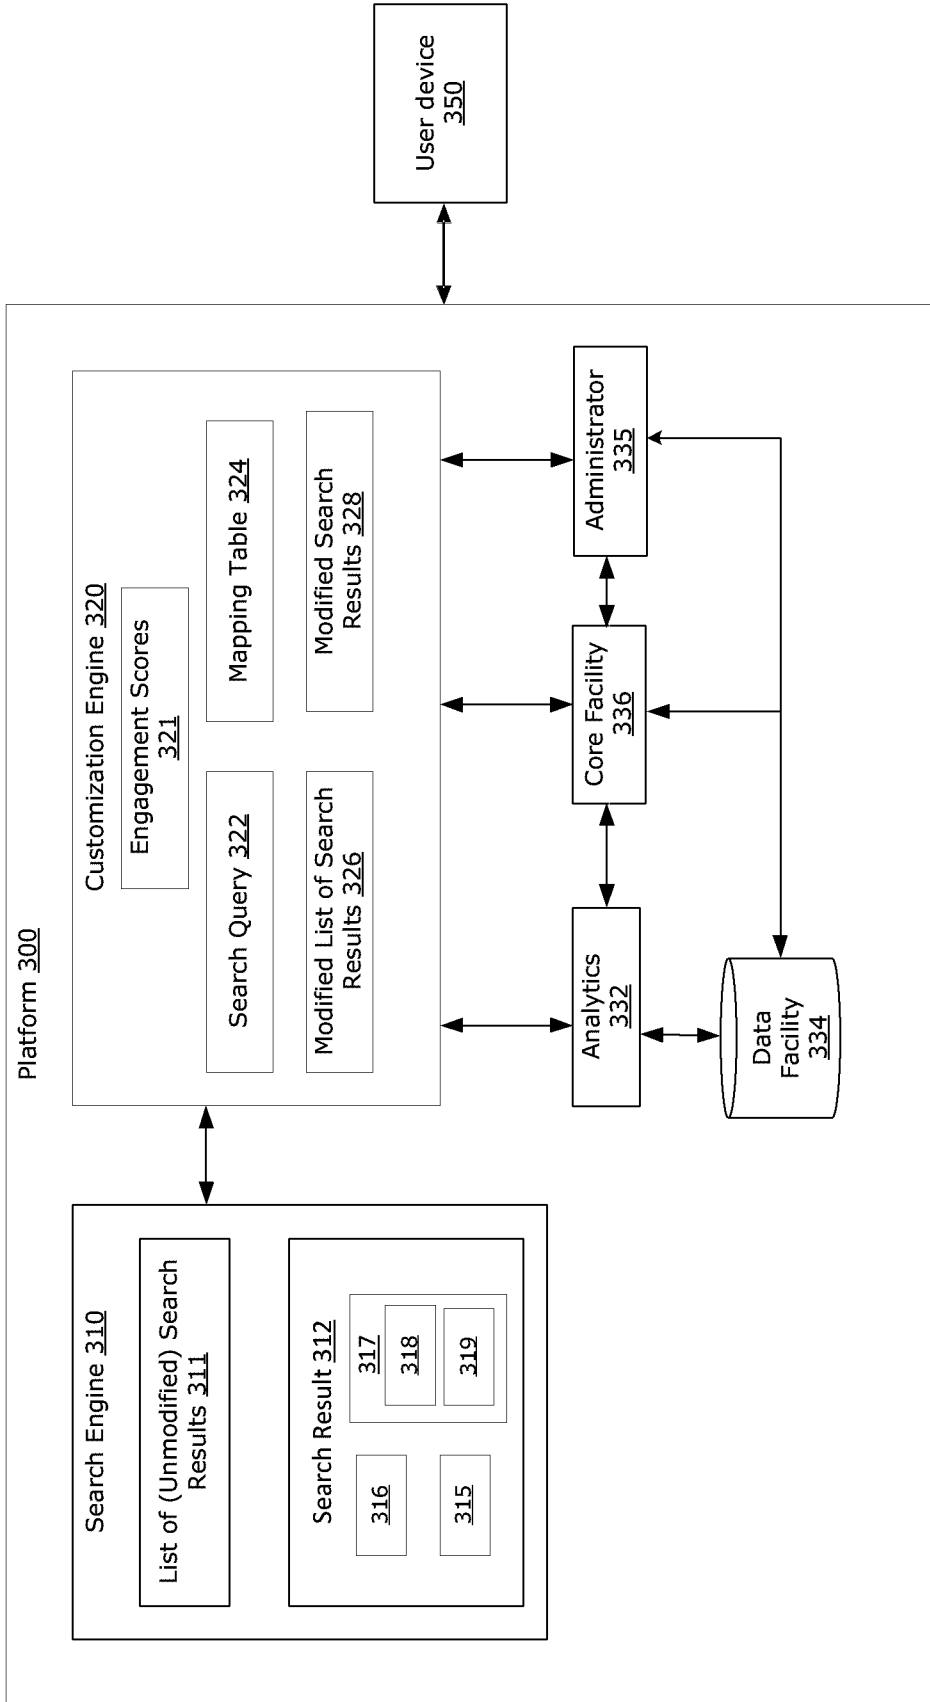 Platform 300
Search Engine 310
List of (Unmodified) Search
Results 311
Search Result 312
316
315
317
318
319
Customization Engine 320
Engagement Scores
321
Search Query 322
Mapping Table 324
Modified List of Search
Results 326
Modified Search
Results 328
Analytics
332
Core Facility
336
Administrator
335
Data
Facility
334
User device
350